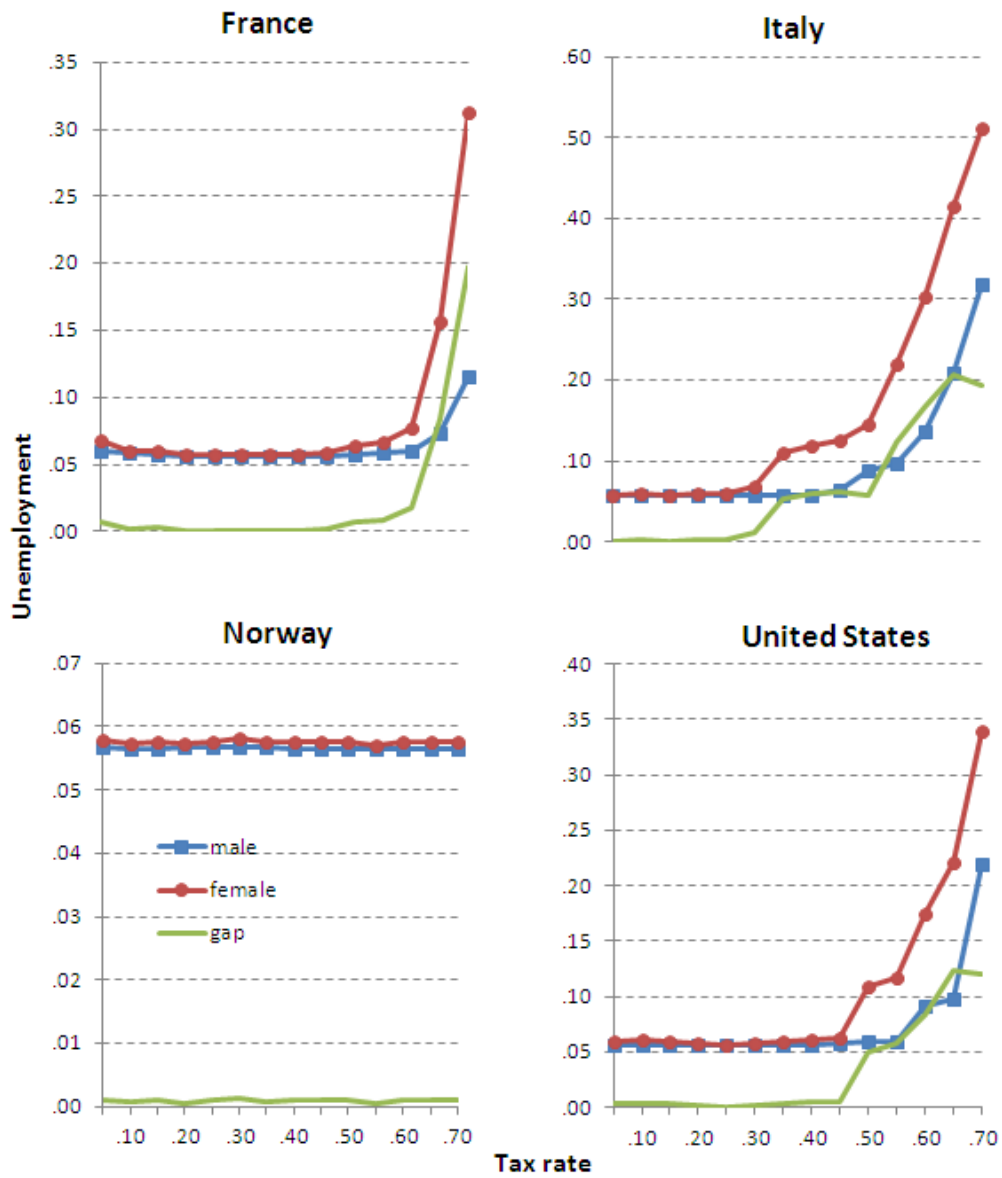 France
.35
.30
.25
.20
.15
.10
.05
.00
Italy
.60
.50
.40
.30
.20
.10
.00
Unemployment
Norway
.07
.06
.05
.04
.03
.02
.01
.00
male
female
gap
.10 .20 .30 .40 .50 .60 .70
United States
.40
.35
.30
.25
.20
.15
.10
.05
.00
.10 .20 .30 .40 .50 .60 .70
Tax rate